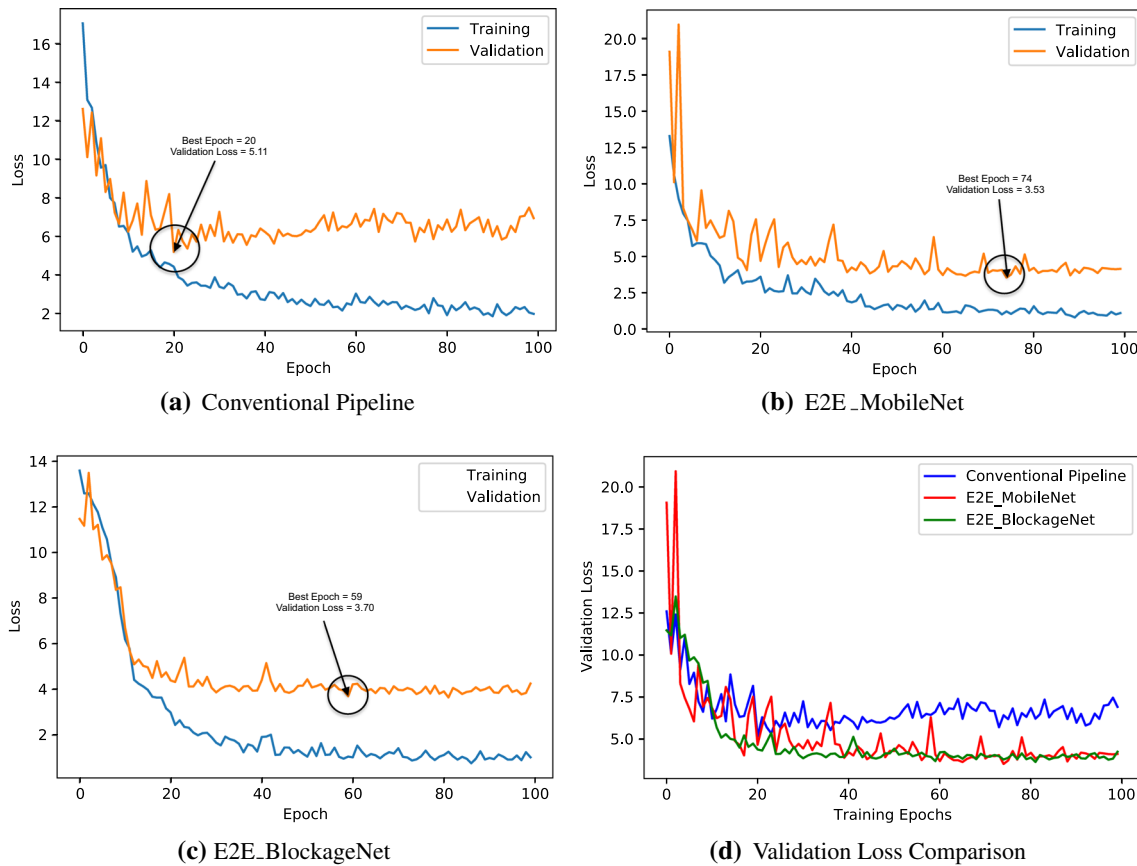 Training
Validation
Best Epoch = 20
Validation Loss = 5.11
Loss
16
14
12
10
8
6
4
2
0 20 40 60 80 100
Epoch
(a) Conventional Pipeline
Training
Validation
Best Epoch = 74
Validation Loss = 3.53
Loss
20.0
17.5
15.0
12.5
10.0
7.5
5.0
2.5
0.0
0 20 40 60 80 100
Epoch
(b) E2E_MobileNet
Training
Validation
Best Epoch = 59
Validation Loss = 3.70
Loss
14
12
10
8
6
4
2
0 20 40 60 80 100
Epoch
(c) E2E_BlockageNet
Conventional Pipeline
E2E_MobileNet
E2E_BlockageNet
Validation Loss
20.0
17.5
15.0
12.5
10.0
7.5
5.0
0 20 40 60 80 100
Training Epochs
(d) Validation Loss Comparison